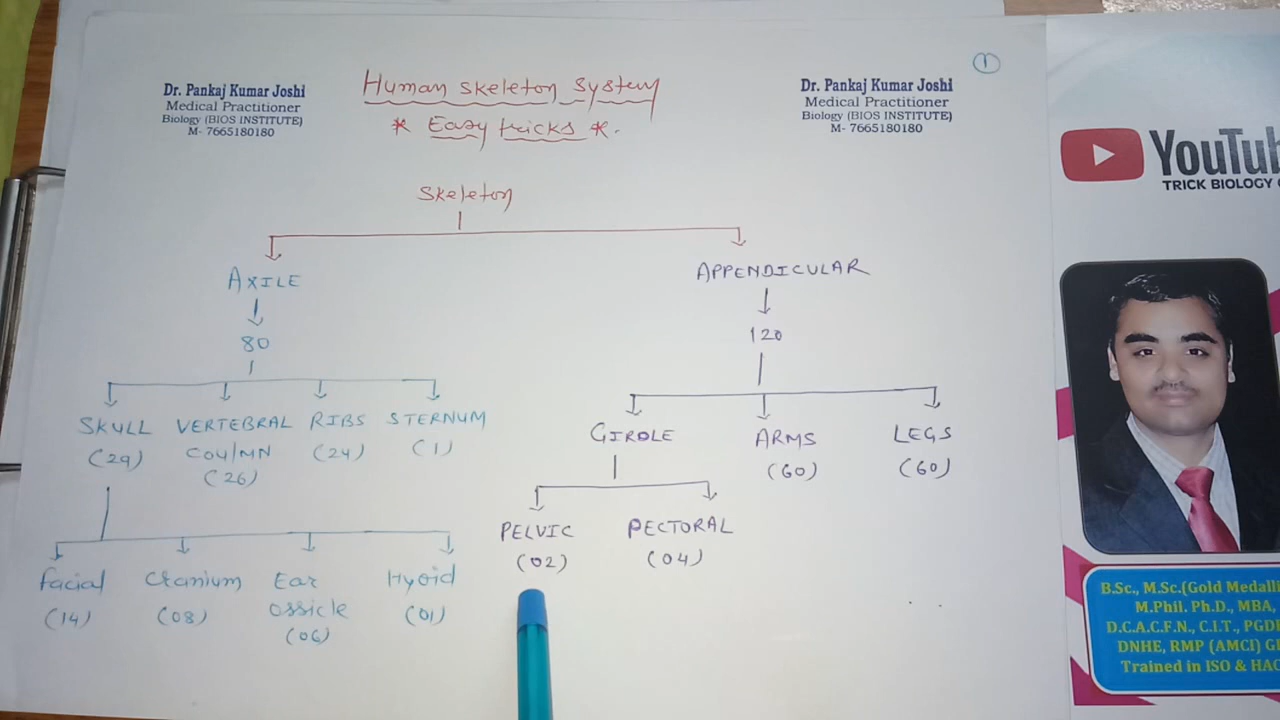 1
Dr. Pankaj Kumar Joshi
Medical Practitioner
Biology (BIOS INSTITUTE)
M- 7665180180
Human skeleton system
* Easy tricks *.
Dr. Pankaj Kumar Joshi
Medical Practitioner
Biology (BIOS INSTITUTE)
M- 7665180180
Skeleton
AXILE
APPENDICULAR
80
120
SKULL
(29)
VERTEBRAL
COULMN
(26)
RIBS
(24)
STERNUM
(1)
GIRDLE
ARMS
(60)
LEGS
(60)
PELVIC
(02)
PECTORAL
(04)
Facial
(14)
Cranium
(08)
Ear
ossicle
(06)
Hyoid
(01)
YouTub
TRICK BIOLOGY
B.Sc., M.Sc.(Gold Medalli
M.Phil. Ph.D., MBA,
D.C.A.C.F.N., C.I.T., PGD
DNHE, RMP (AMCI) G
Trained in ISO & HAC